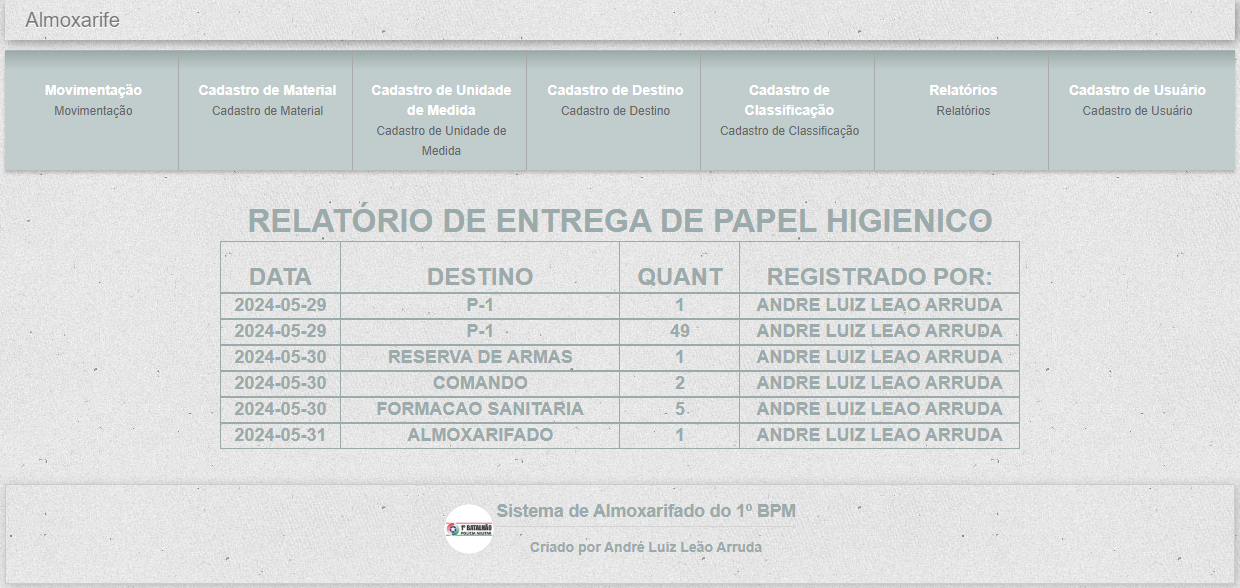 Almoxarife
Movimentação
Movimentação
Cadastro de Material
Cadastro de Material
Cadastro de Unidade
de Medida
Cadastro de Unidade de
Medida
Cadastro de Destino
Cadastro de Destino
Cadastro de
Classificação
Cadastro de Classificação
Relatórios
Relatórios
Cadastro de Usuário
Cadastro de Usuário
RELATÓRIO DE ENTREGA DE PAPEL HIGIENICO
DATA DESTINO QUANT REGISTRADO POR:
2024-05-29 P-1 1 ANDRE LUIZ LEAO ARRUDA
2024-05-29 P-1 49 ANDRE LUIZ LEAO ARRUDA
2024-05-30 RESERVA DE ARMAS 1 ANDRE LUIZ LEAO ARRUDA
2024-05-30 COMANDO 2 ANDRE LUIZ LEAO ARRUDA
2024-05-30 FORMACAO SANITARIA 5 ANDRE LUIZ LEAO ARRUDA
2024-05-31 ALMOXARIFADO 1 ANDRE LUIZ LEAO ARRUDA
1º BATALHÃO
POLÍCIA MILITAR
Sistema de Almoxarifado do 1º BPM
Criado por André Luiz Leão Arruda